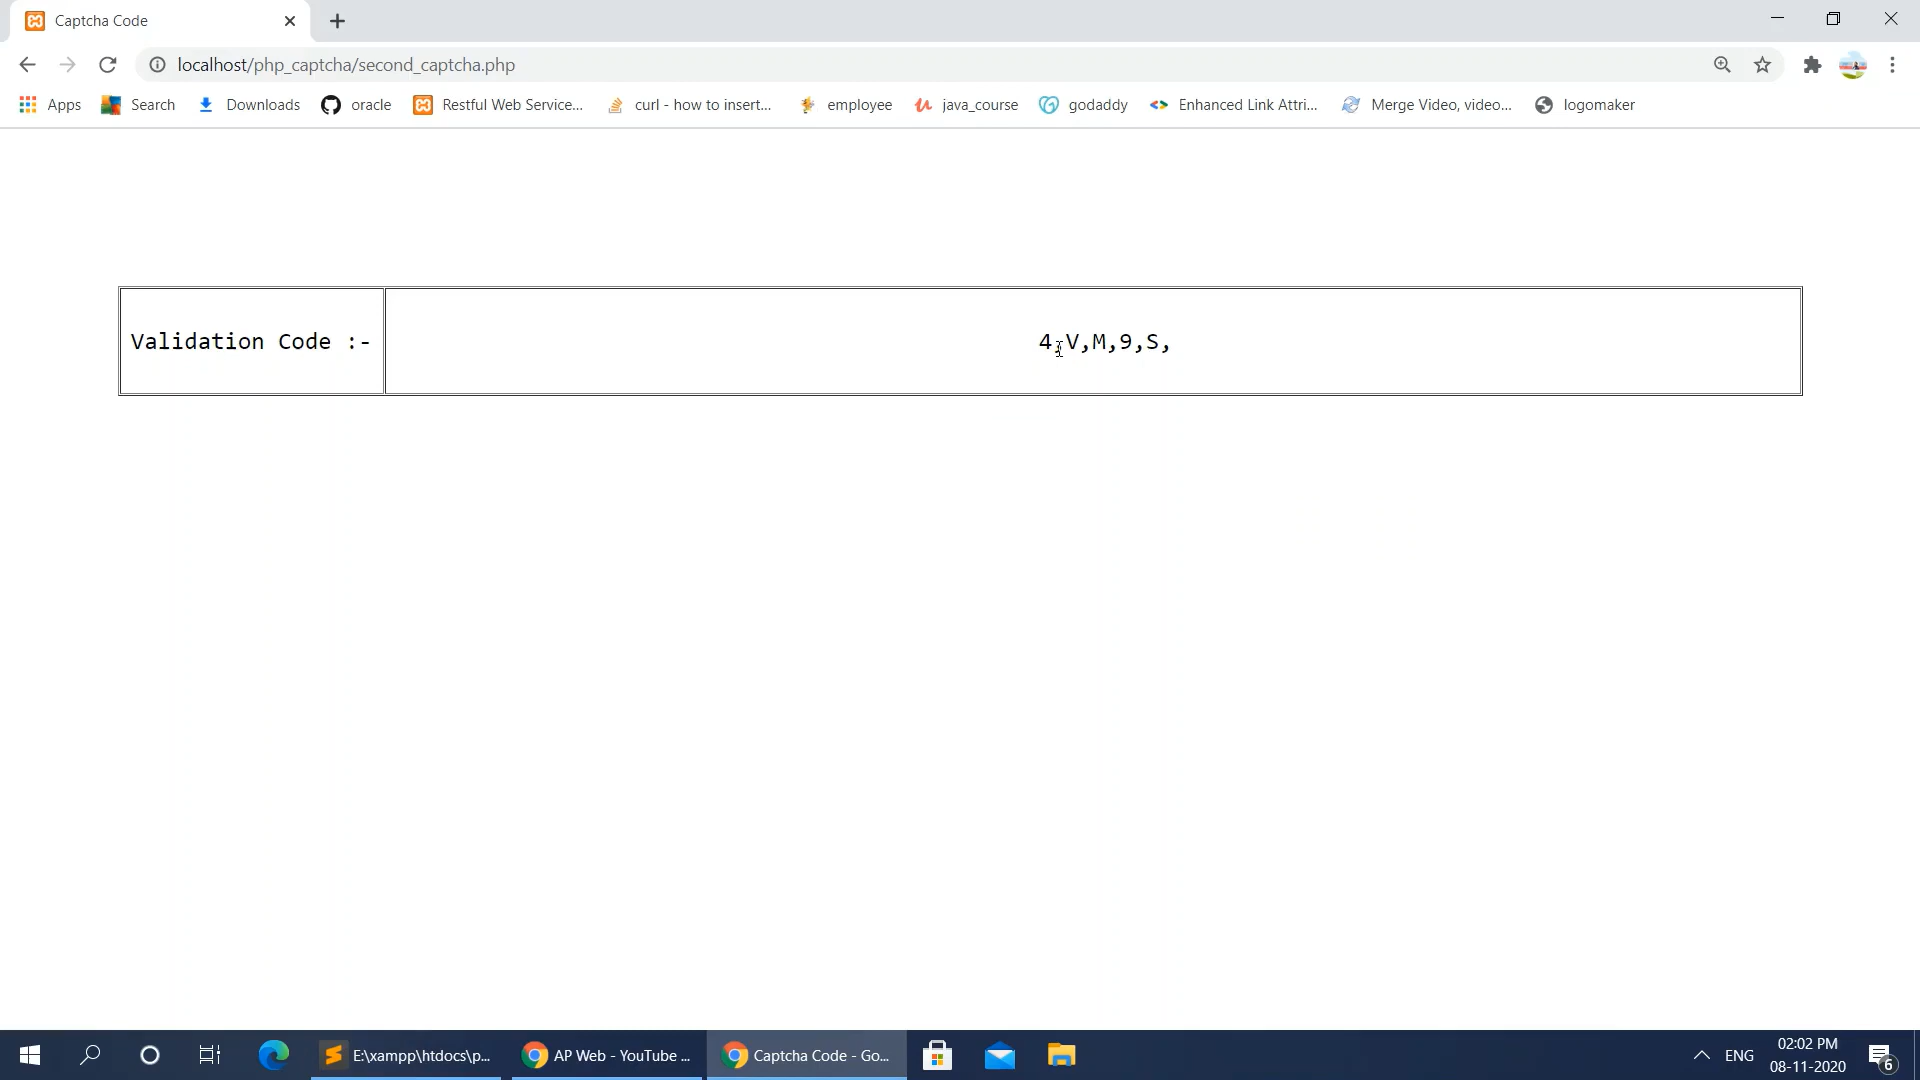 Captcha Code
localhost/php_captcha/second_captcha.php
Apps Search Downloads oracle Restful Web Service... curl - how to insert... employee java_course godaddy Enhanced Link Attri... Merge Video, video... logomaker
Validation Code :- 4,V,M,9,S,
E:\xampp\htdocs\p... AP Web - YouTube ... Captcha Code - Go... ENG 02:02 PM
08-11-2020 6